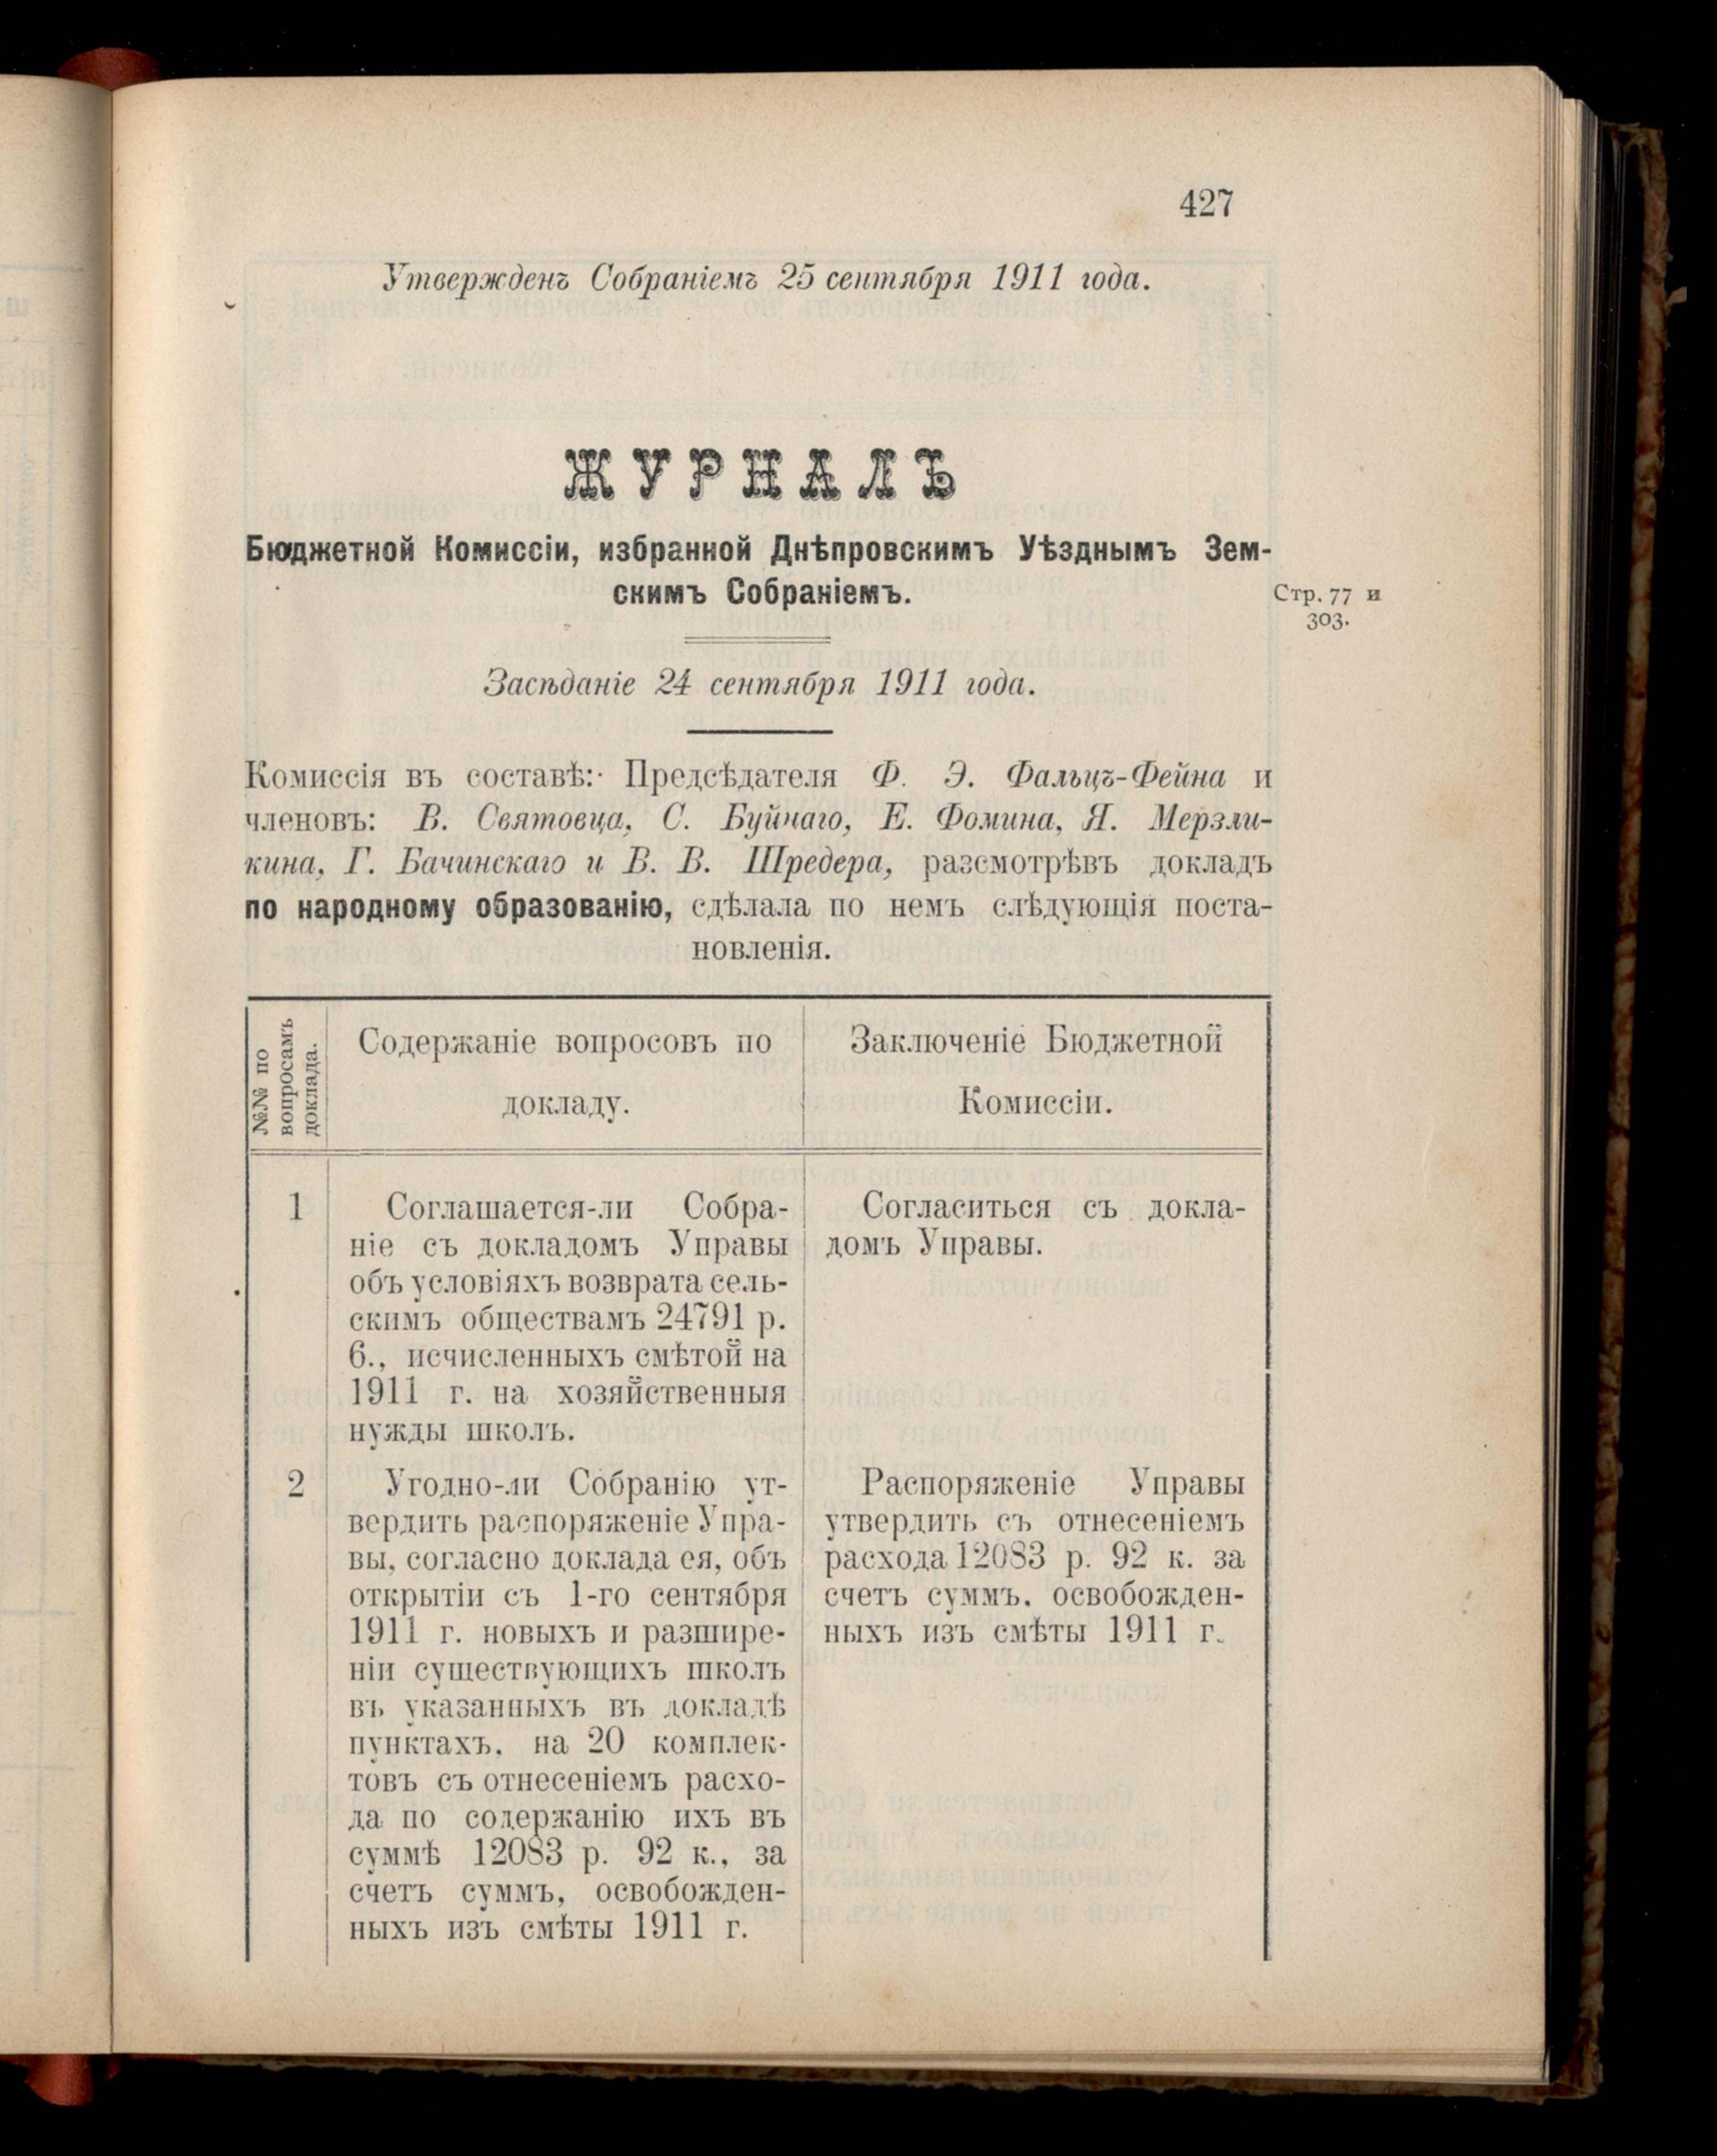 427
Утвержденъ Собраніемъ 25 сентября 1911 года.
ЖУРНАЛЪ
Бюджетной Комиссіи, избранной Днѣпровскимъ Уѣзднымъ Зем-
скимъ Собраніемъ.
Стр. 77 и
303.
Засѣданіе 24 сентября 1911 года.
Комиссія въ составѣ: Предсѣдателя Ф. Э. Фальцъ-Фейна и
членовъ: В. Святовца, С. Буйчаго, Е. Фомина, Я. Мерзли-
кина, Г. Бачинскаго и В. В. Шредера, разсмотрѣвъ докладъ
по народному образованію, сдѣлала по немъ слѣдующія поста-
новленія.
№№ по
вопросамъ
доклада.
Содержаніе вопросовъ по
докладу.
Заключеніе Бюджетной
Комиссіи.
1
Соглашается-ли Собра-
ніе съ докладомъ Управы
объ условіяхъ возврата сель-
скимъ обществамъ 24791 р.
6., исчисленныхъ смѣтой на
1911 г. на хозяйственныя
нужды школъ.
Согласиться съ докла-
домъ Управы.
2
Угодно-ли Собранію ут-
вердить распоряженіе Упра-
вы, согласно доклада ея, объ
открытіи съ 1-го сентября
1911 г. новыхъ и разшире-
ніи существующихъ школъ
въ указанныхъ въ докладѣ
пунктахъ, на 20 комплек-
товъ съ отнесеніемъ расхо-
да по содержанію ихъ въ
суммѣ 12083 р. 92 к., за
счетъ суммъ, освобожден-
ныхъ изъ смѣты 1911 г.
Распоряженіе Управы
утвердить съ отнесеніемъ
расхода 12083 р. 92 к. за
счетъ суммъ, освобожден-
ныхъ изъ смѣты 1911 г.